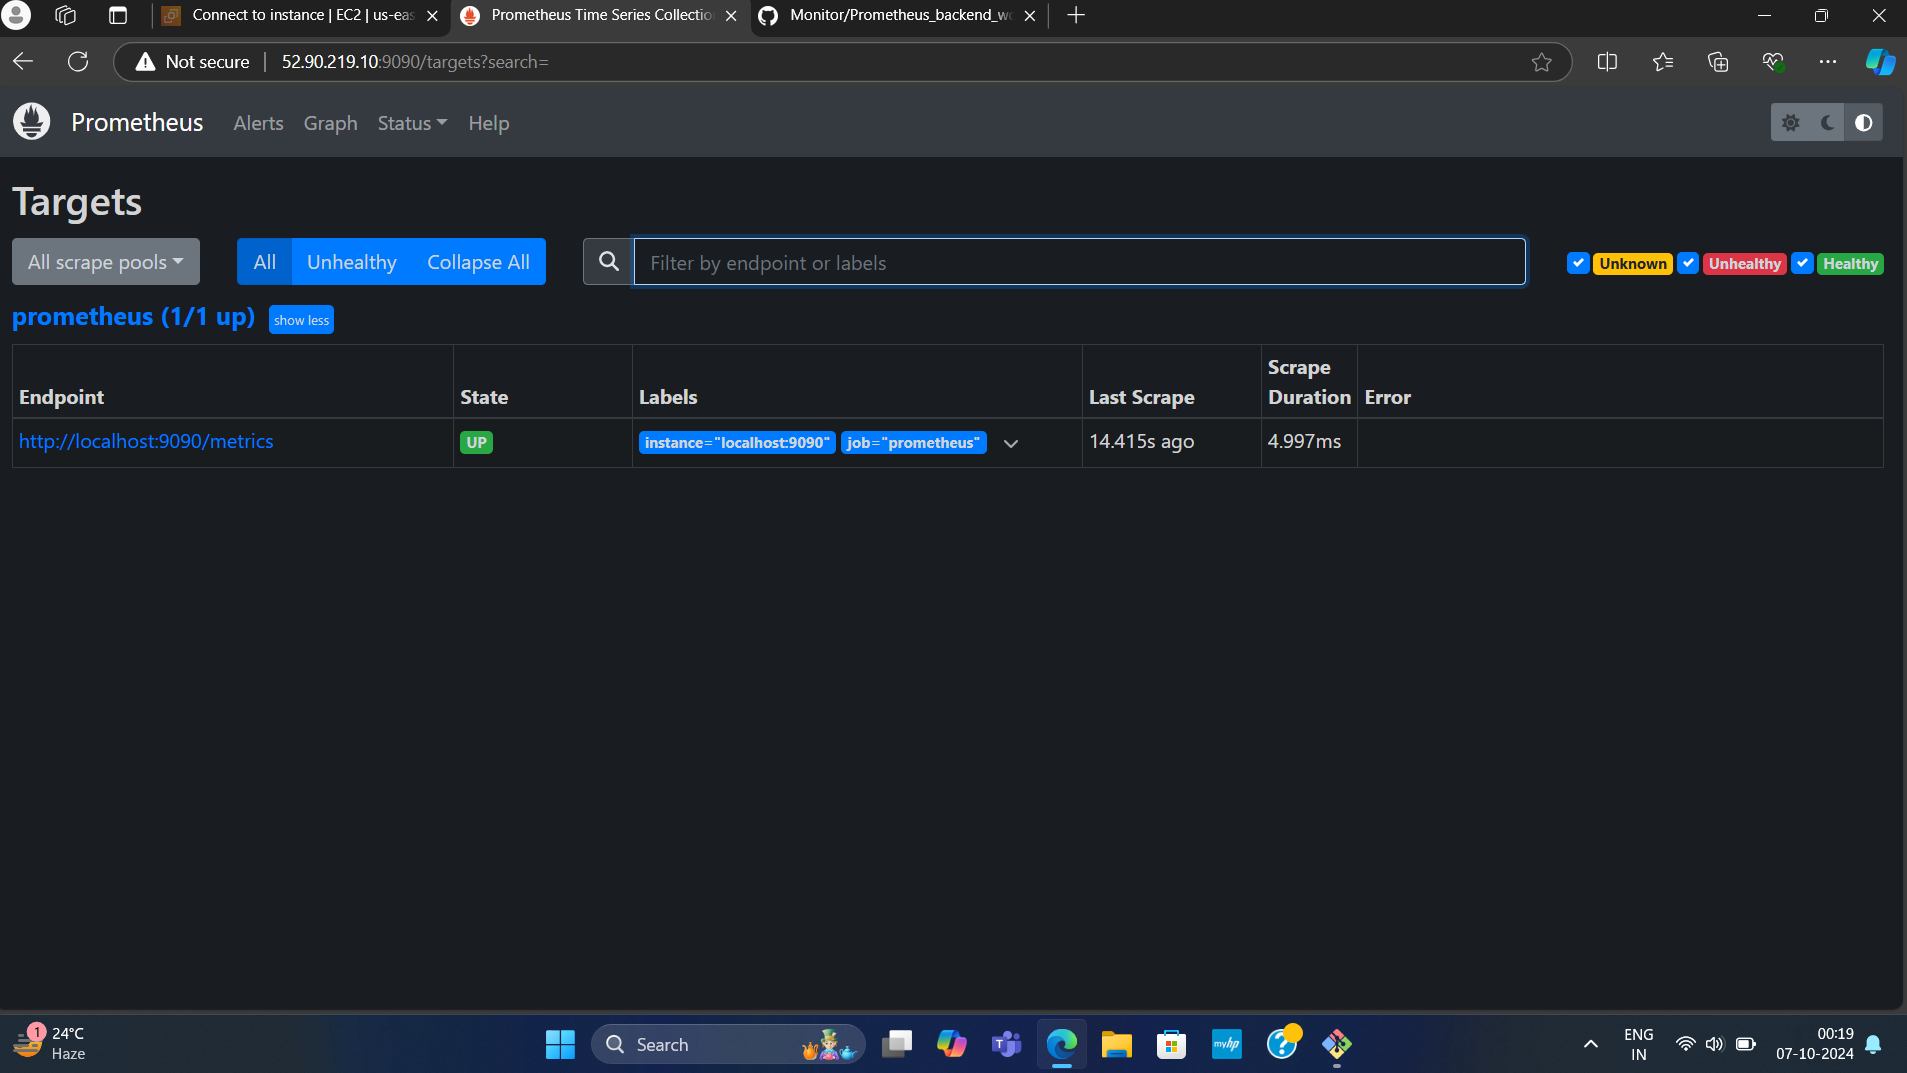 Connect to instance | EC2 | us-eas
Prometheus Time Series Collectio
Monitor/Prometheus_backend_wo
Not secure
52.90.219.10:9090/targets?search=
Prometheus
Alerts
Graph
Status
Help
Targets
All scrape pools
All
Unhealthy
Collapse All
Filter by endpoint or labels
Unknown
Unhealthy
Healthy
prometheus (1/1 up)
show less
Endpoint
State
Labels
Last Scrape
Scrape
Duration
Error
http://localhost:9090/metrics
UP
instance="localhost:9090"
job="prometheus"
14.415s ago
4.997ms
1
24°C
Haze
Search
T
myhp
?
ENG
IN
00:19
07-10-2024